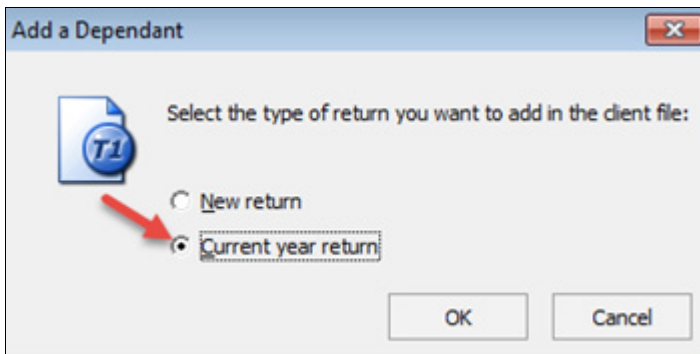 Add a Dependant
Select the type of return you want to add in the client file:
T1
New return
Current year return
OK
Cancel